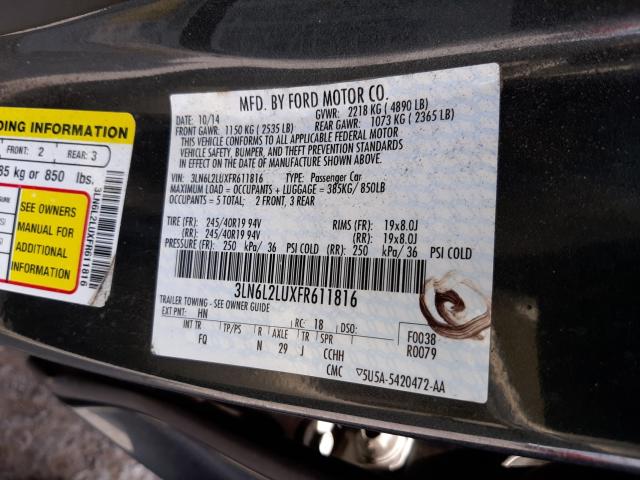 DING INFORMATION
FRONT: 2 REAR: 3
85 kg or 850 lbs.
SEE OWNERS
MANUAL FOR
ADDITIONAL
INFORMATION
3LN6L2LUXFR611816
MFD. BY FORD MOTOR CO.
DATE: 10/14 GVWR: 2218 KG ( 4890 LB)
FRONT GAWR: 1150 KG ( 2535 LB) REAR GAWR: 1073 KG ( 2365 LB)
THIS VEHICLE CONFORMS TO ALL APPLICABLE FEDERAL MOTOR
VEHICLE SAFETY, BUMPER, AND THEFT PREVENTION STANDARDS
IN EFFECT ON THE DATE OF MANUFACTURE SHOWN ABOVE.
VIN: 3LN6L2LUXFR611816 TYPE: Passenger Car
MAXIMUM LOAD = OCCUPANTS + LUGGAGE = 385KG/ 850LB
OCCUPANTS = 5 TOTAL: 2 FRONT, 3 REAR
TIRE (FR): 245/40R19 94V RIMS (FR): 19x8.0J
(RR): 245/40R19 94V (RR): 19x8.0J
PRESSURE (FR): 250 kPa/ 36 PSI COLD (RR): 250 kPa/ 36 PSI COLD
3LN6L2LUXFR611816
TRAILER TOWING - SEE OWNER GUIDE
EXT PNT: HN RC: 18 DSO: F0038
INT TR TP/PS R AXLE TR SPR R0079
FQ N 29 J CCHH
CMC 5U5A-5420472-AA